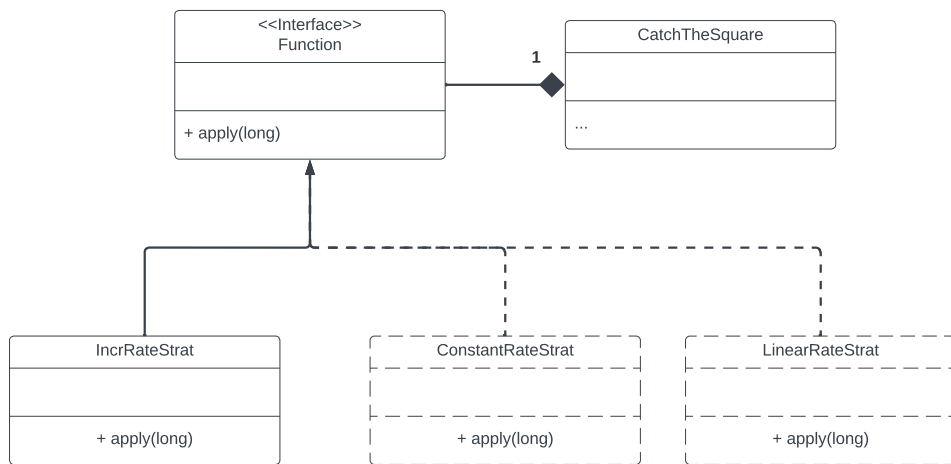 <<Interface>>
Function
+ apply(long)
1
CatchTheSquare
...
IncrRateStrat
+ apply(long)
ConstantRateStrat
+ apply(long)
LinearRateStrat
+ apply(long)